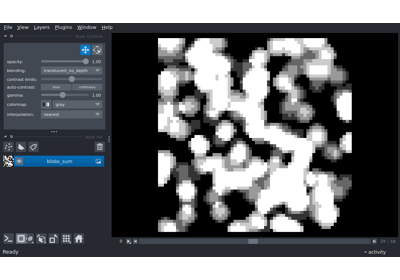 File View Layers Plugins Window Help
opacity: 1.00
blending: translucent_no_depth
contrast limits:
auto-contrast: once continuous
gamma: 1.00
colormap: gray
interpolation: nearest
blobs_sum
Ready
activity